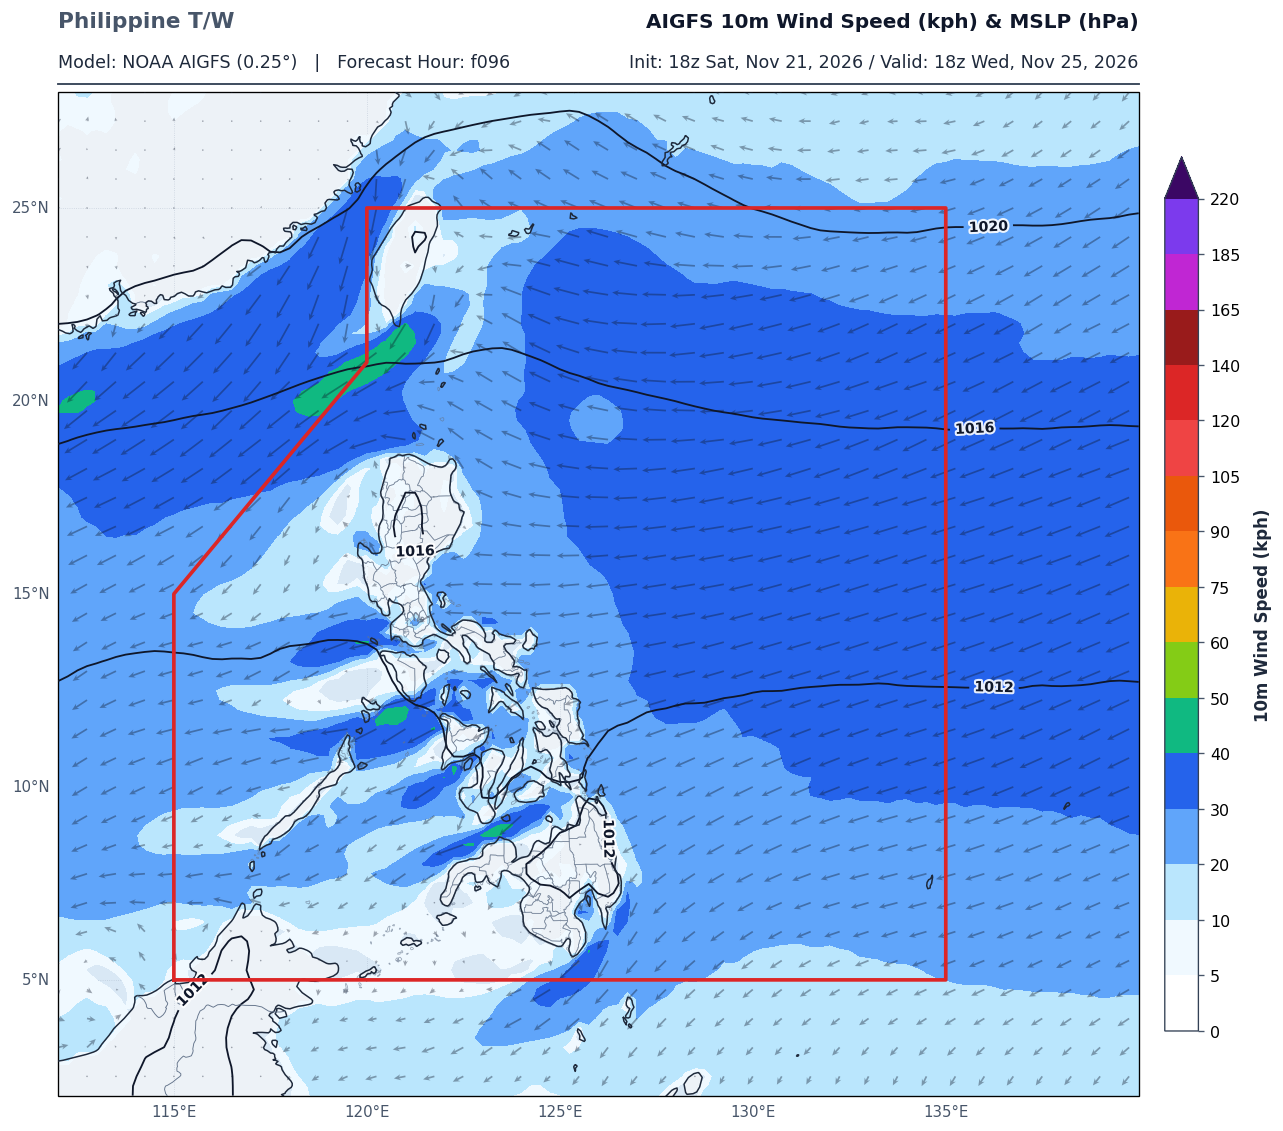 Philippine T/W
AIGFS 10m Wind Speed (kph) & MSLP (hPa)
Model: NOAA AIGFS (0.25°) | Forecast Hour: f096
Init: 18z Sat, Nov 21, 2026 / Valid: 18z Wed, Nov 25, 2026
25°N
20°N
15°N
10°N
5°N
1020
1016
1016
1012
1012
1012
115°E
120°E
125°E
130°E
135°E
220
185
165
140
120
105
90
75
60
50
40
30
20
10
5
0
10m Wind Speed (kph)